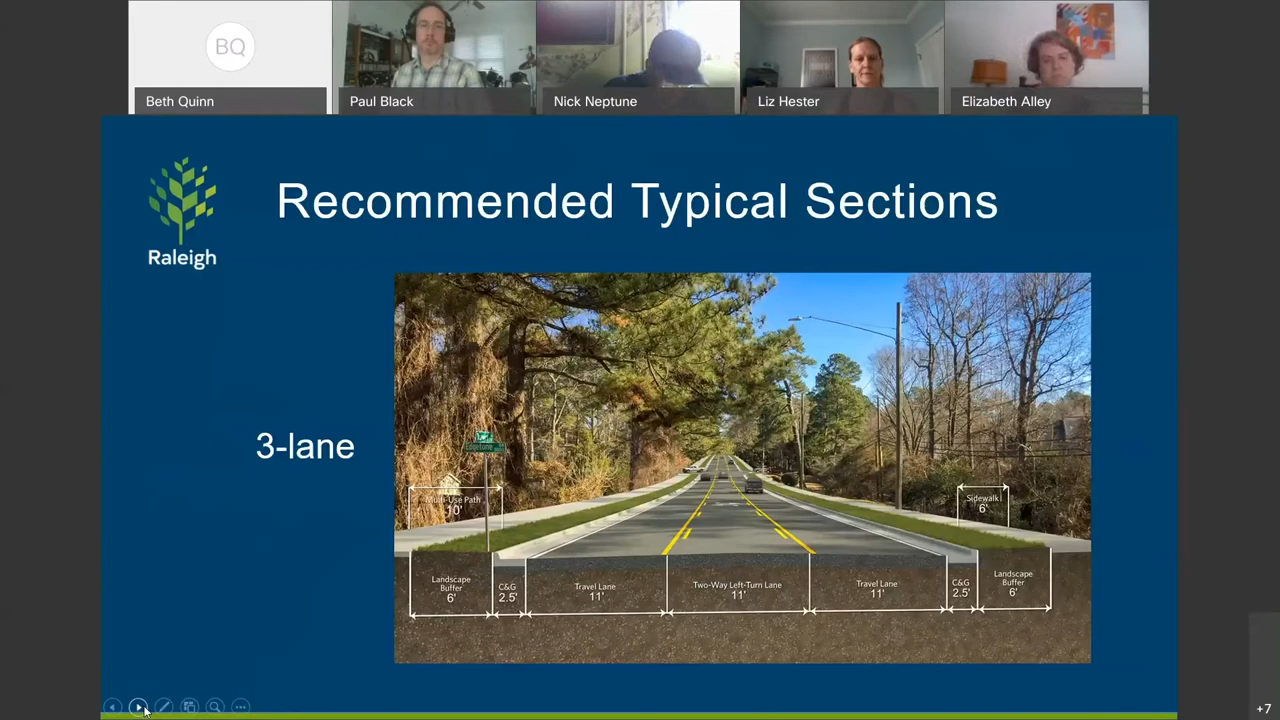 BQ
Beth Quinn
Paul Black
Nick Neptune
Liz Hester
Elizabeth Alley
Raleigh
Recommended Typical Sections
3-lane
Multi-Use Path
10'
Sidewalk
6'
Landscape
Buffer
6'
C&G
2.5'
Travel Lane
11'
Two-Way Left-Turn Lane
11'
Travel Lane
11'
C&G
2.5'
Landscape
Buffer
6'
+7